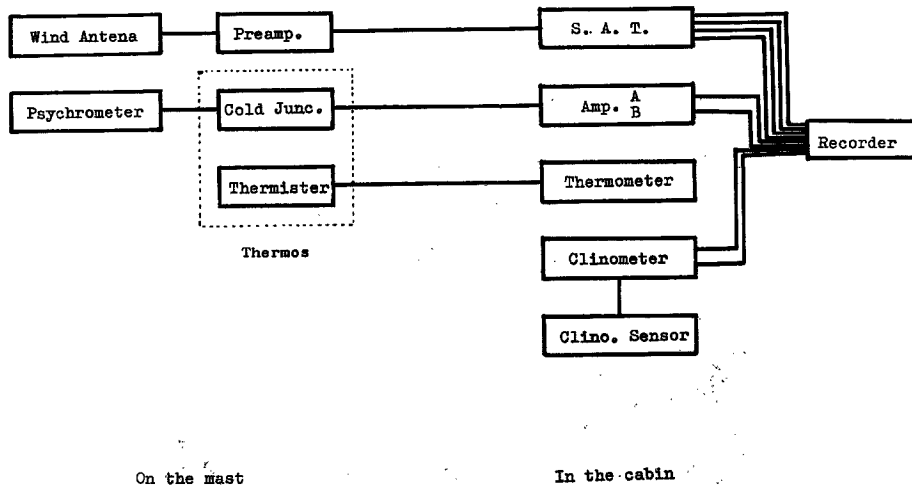 Wind Antena
Preamp.
S. A. T.
Psychrometer
Cold Junc.
Amp. A
B
Recorder
Thermister
Thermometer
Thermos
Clinometer
Clino. Sensor
On the mast
In the cabin